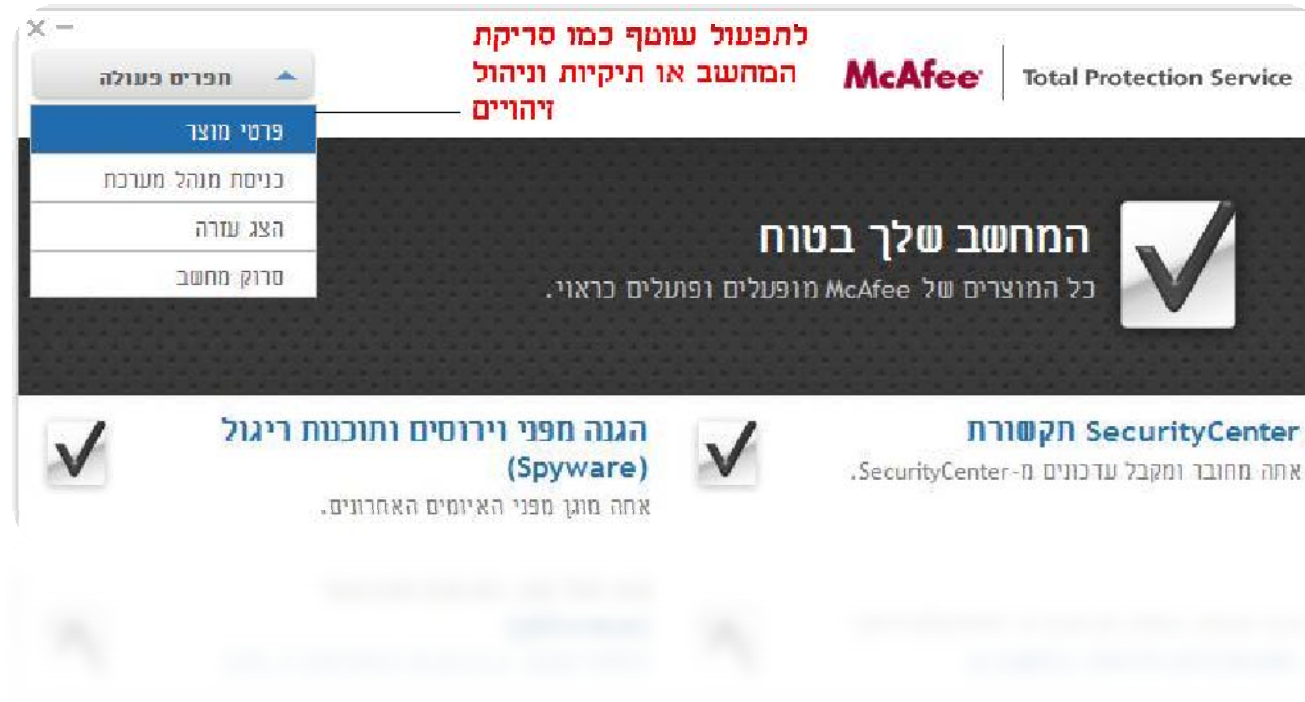 McAfee | Total Protection Service
לתפעול שוטף כמו סריקת
המחשב או תיקיות וניהול
זיהויים
תפריט פעולה
פרטי מוצר
כניסת מנהל מערכת
הצג עזרה
סרוק מחשב
המחשב שלך בטוח
כל המוצרים של McAfee מופעלים ופועלים כראוי.
SecurityCenter תקשורת
אתה מחובר ומקבל עדכונים מ-SecurityCenter.
הגנה מפני וירוסים ותוכנות ריגול
(Spyware)
אתה מוגן מפני האיומים האחרונים.